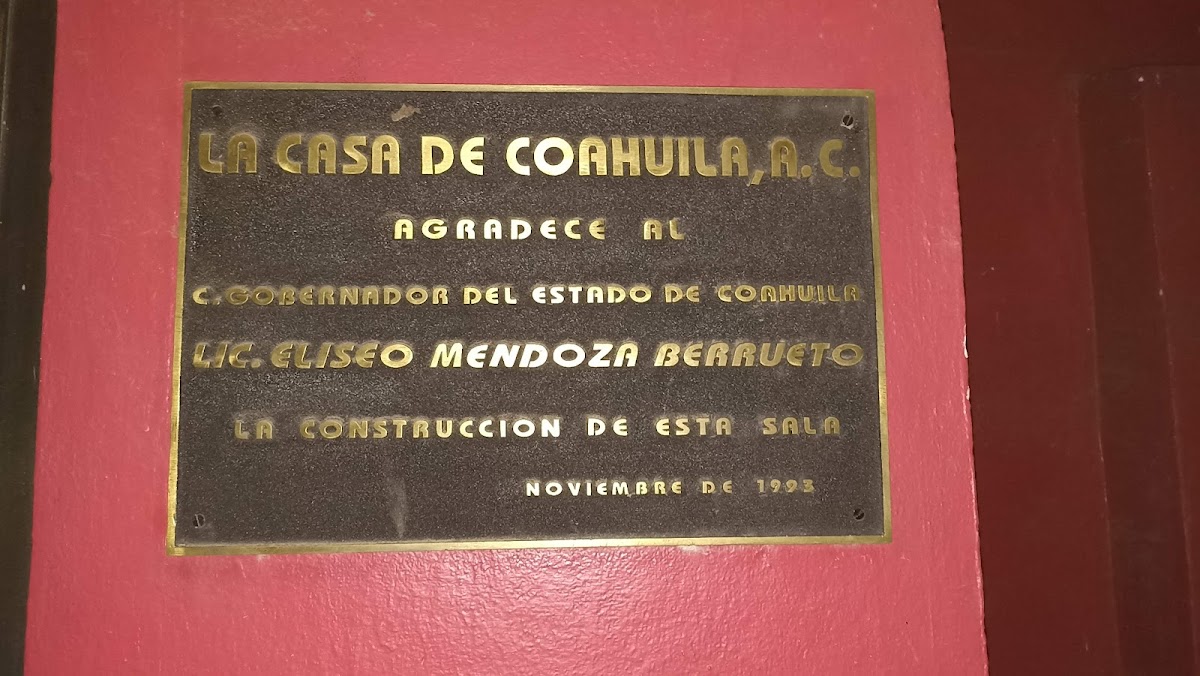 LA CASA DE COAHUILA, A. C.
AGRADECE AL
C. GOBERNADOR DEL ESTADO DE COAHUILA
LIC. ELISEO MENDOZA BERRUETO
LA CONSTRUCCION DE ESTA SALA
NOVIEMBRE DE 1993